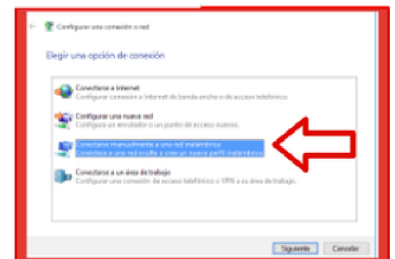 Configurar una conexión o red
Elegir una opción de conexión
Conectarse a Internet
Configurar conexión a Internet de banda ancha o de acceso telefónico.
Configurar una nueva red
Configura un enrutador o un punto de acceso nuevos.
Conectarse manualmente a una red inalámbrica
Conectarse a una red oculta o cree un nuevo perfil inalámbrico.
Conectarse a un área de trabajo
Configurar una conexión de acceso telefónico o VPN a su área de trabajo.
Siguiente Cancelar